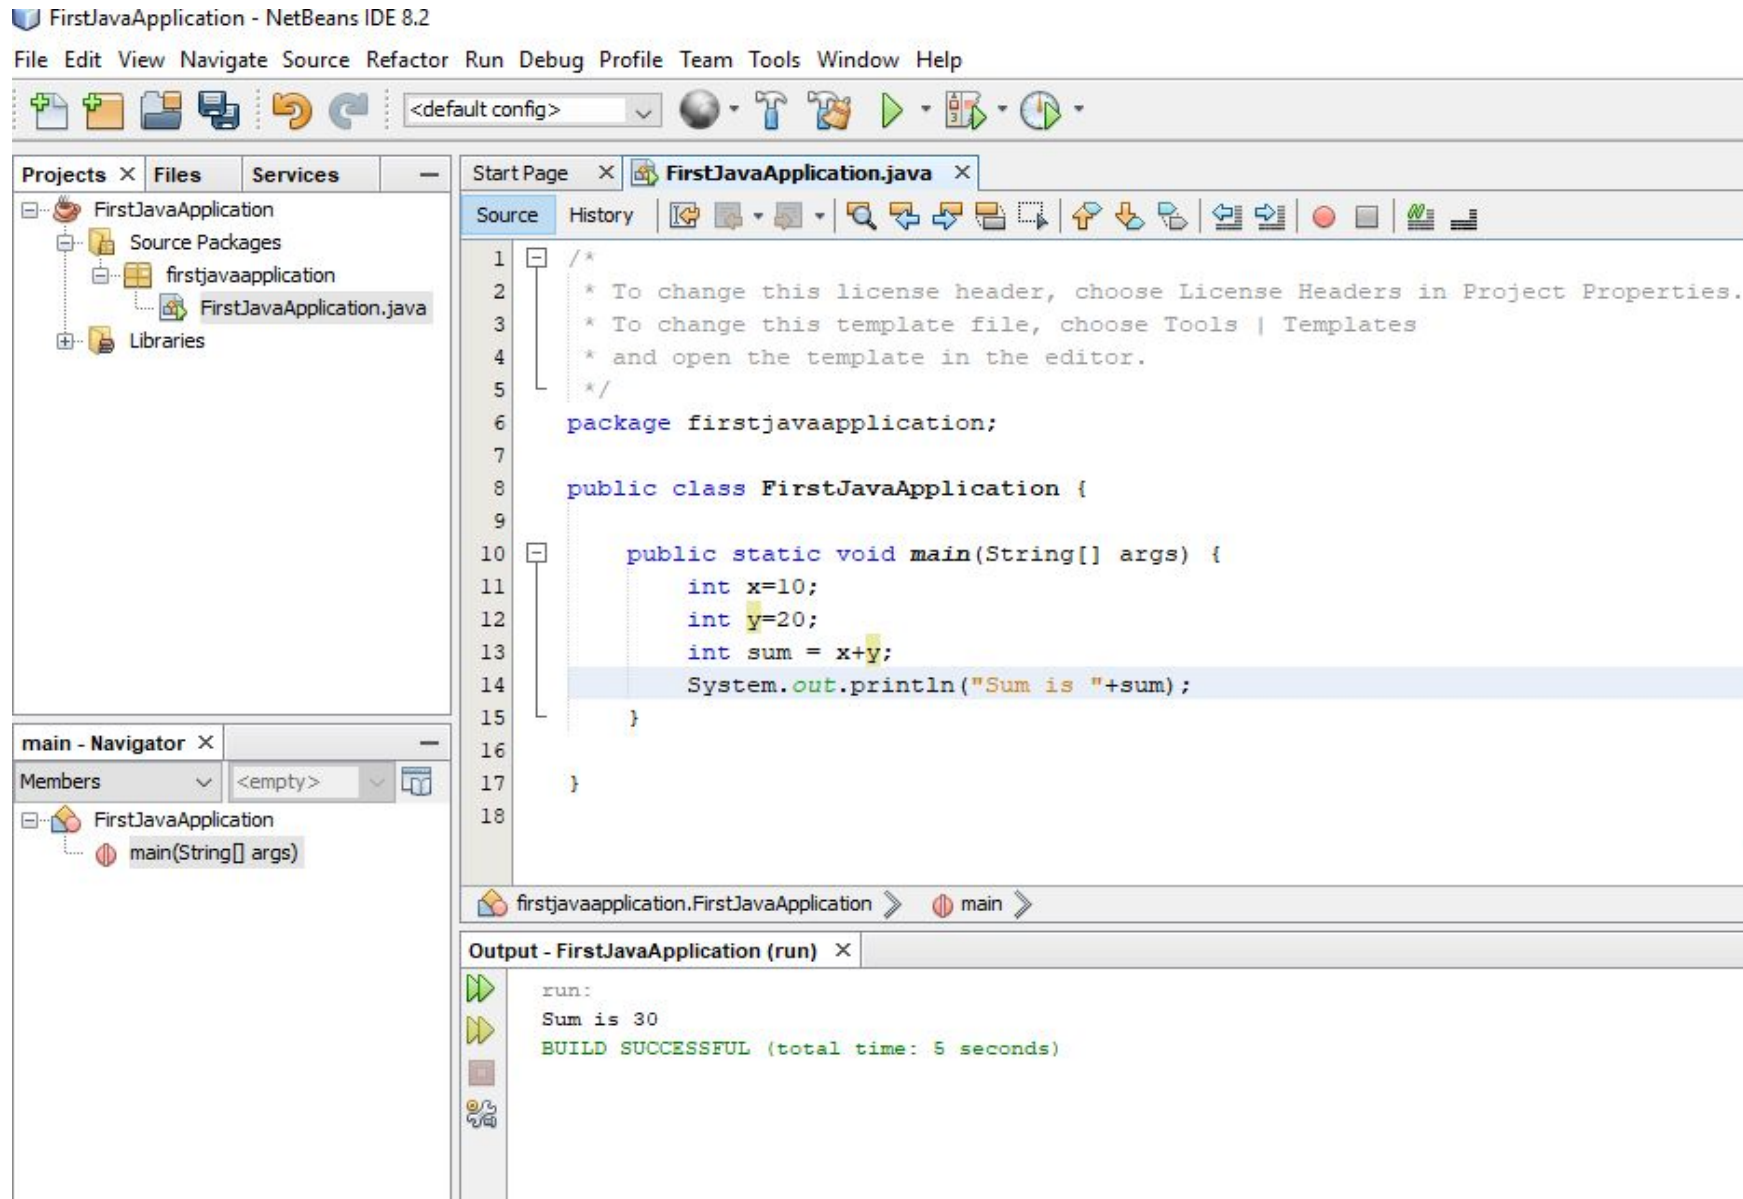 FirstJavaApplication - NetBeans IDE 8.2
File Edit View Navigate Source Refactor Run Debug Profile Team Tools Window Help
<default config>
Projects Files Services
FirstJavaApplication
Source Packages
firstjavaapplication
FirstJavaApplication.java
Libraries
main - Navigator
Members <empty>
FirstJavaApplication
main(String[] args)
Start Page FirstJavaApplication.java
Source History
1 /*
2 * To change this license header, choose License Headers in Project Properties.
3 * To change this template file, choose Tools | Templates
4 * and open the template in the editor.
5 */
6 package firstjavaapplication;
7
8 public class FirstJavaApplication {
9
10 public static void main(String[] args) {
11 int x=10;
12 int y=20;
13 int sum = x+y;
14 System.out.println("Sum is "+sum);
15 }
16
17 }
18
firstjavaapplication.FirstJavaApplication main
Output - FirstJavaApplication (run)
run:
Sum is 30
BUILD SUCCESSFUL (total time: 5 seconds)